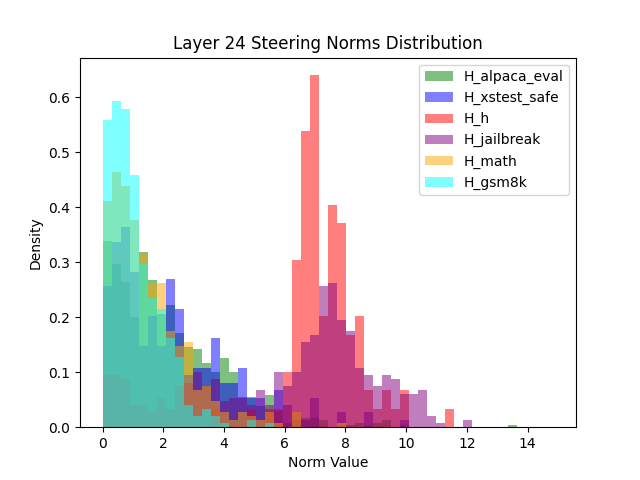 Layer 24 Steering Norms Distribution
H_alpaca_eval
H_xstest_safe
H_h
H_jailbreak
H_math
H_gsm8k
Density
0.6
0.5
0.4
0.3
0.2
0.1
0.0
0 2 4 6 8 10 12 14
Norm Value